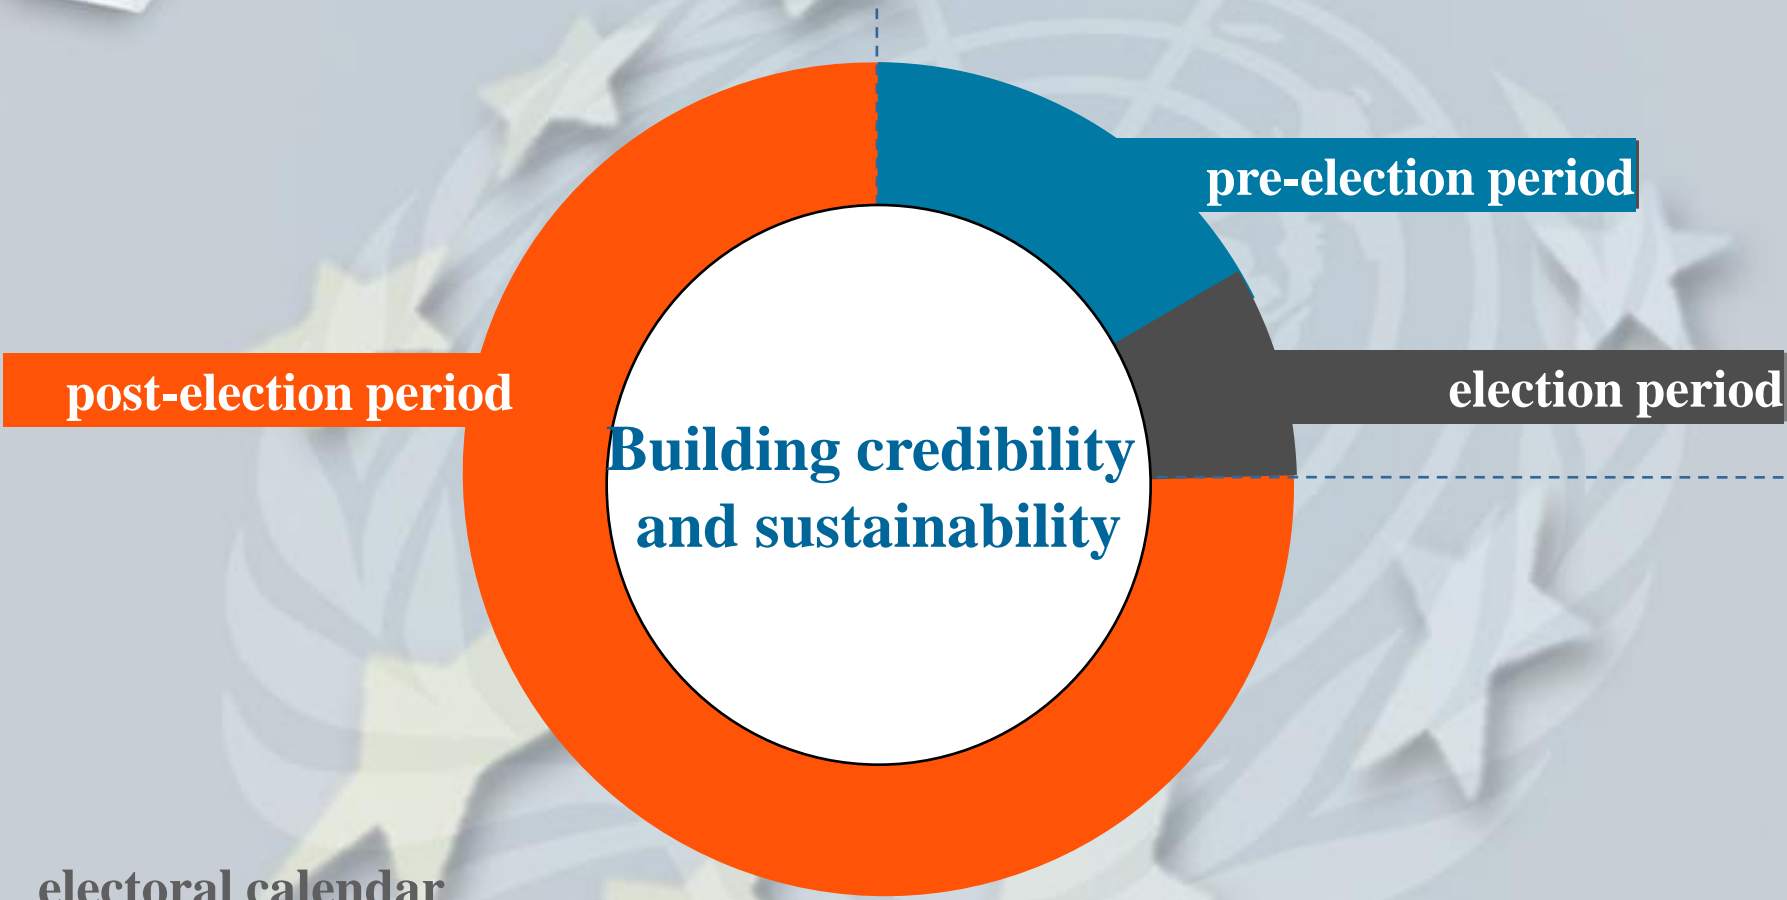 pre-election period
post-election period
election period
Building credibility
and sustainability
electoral calendar